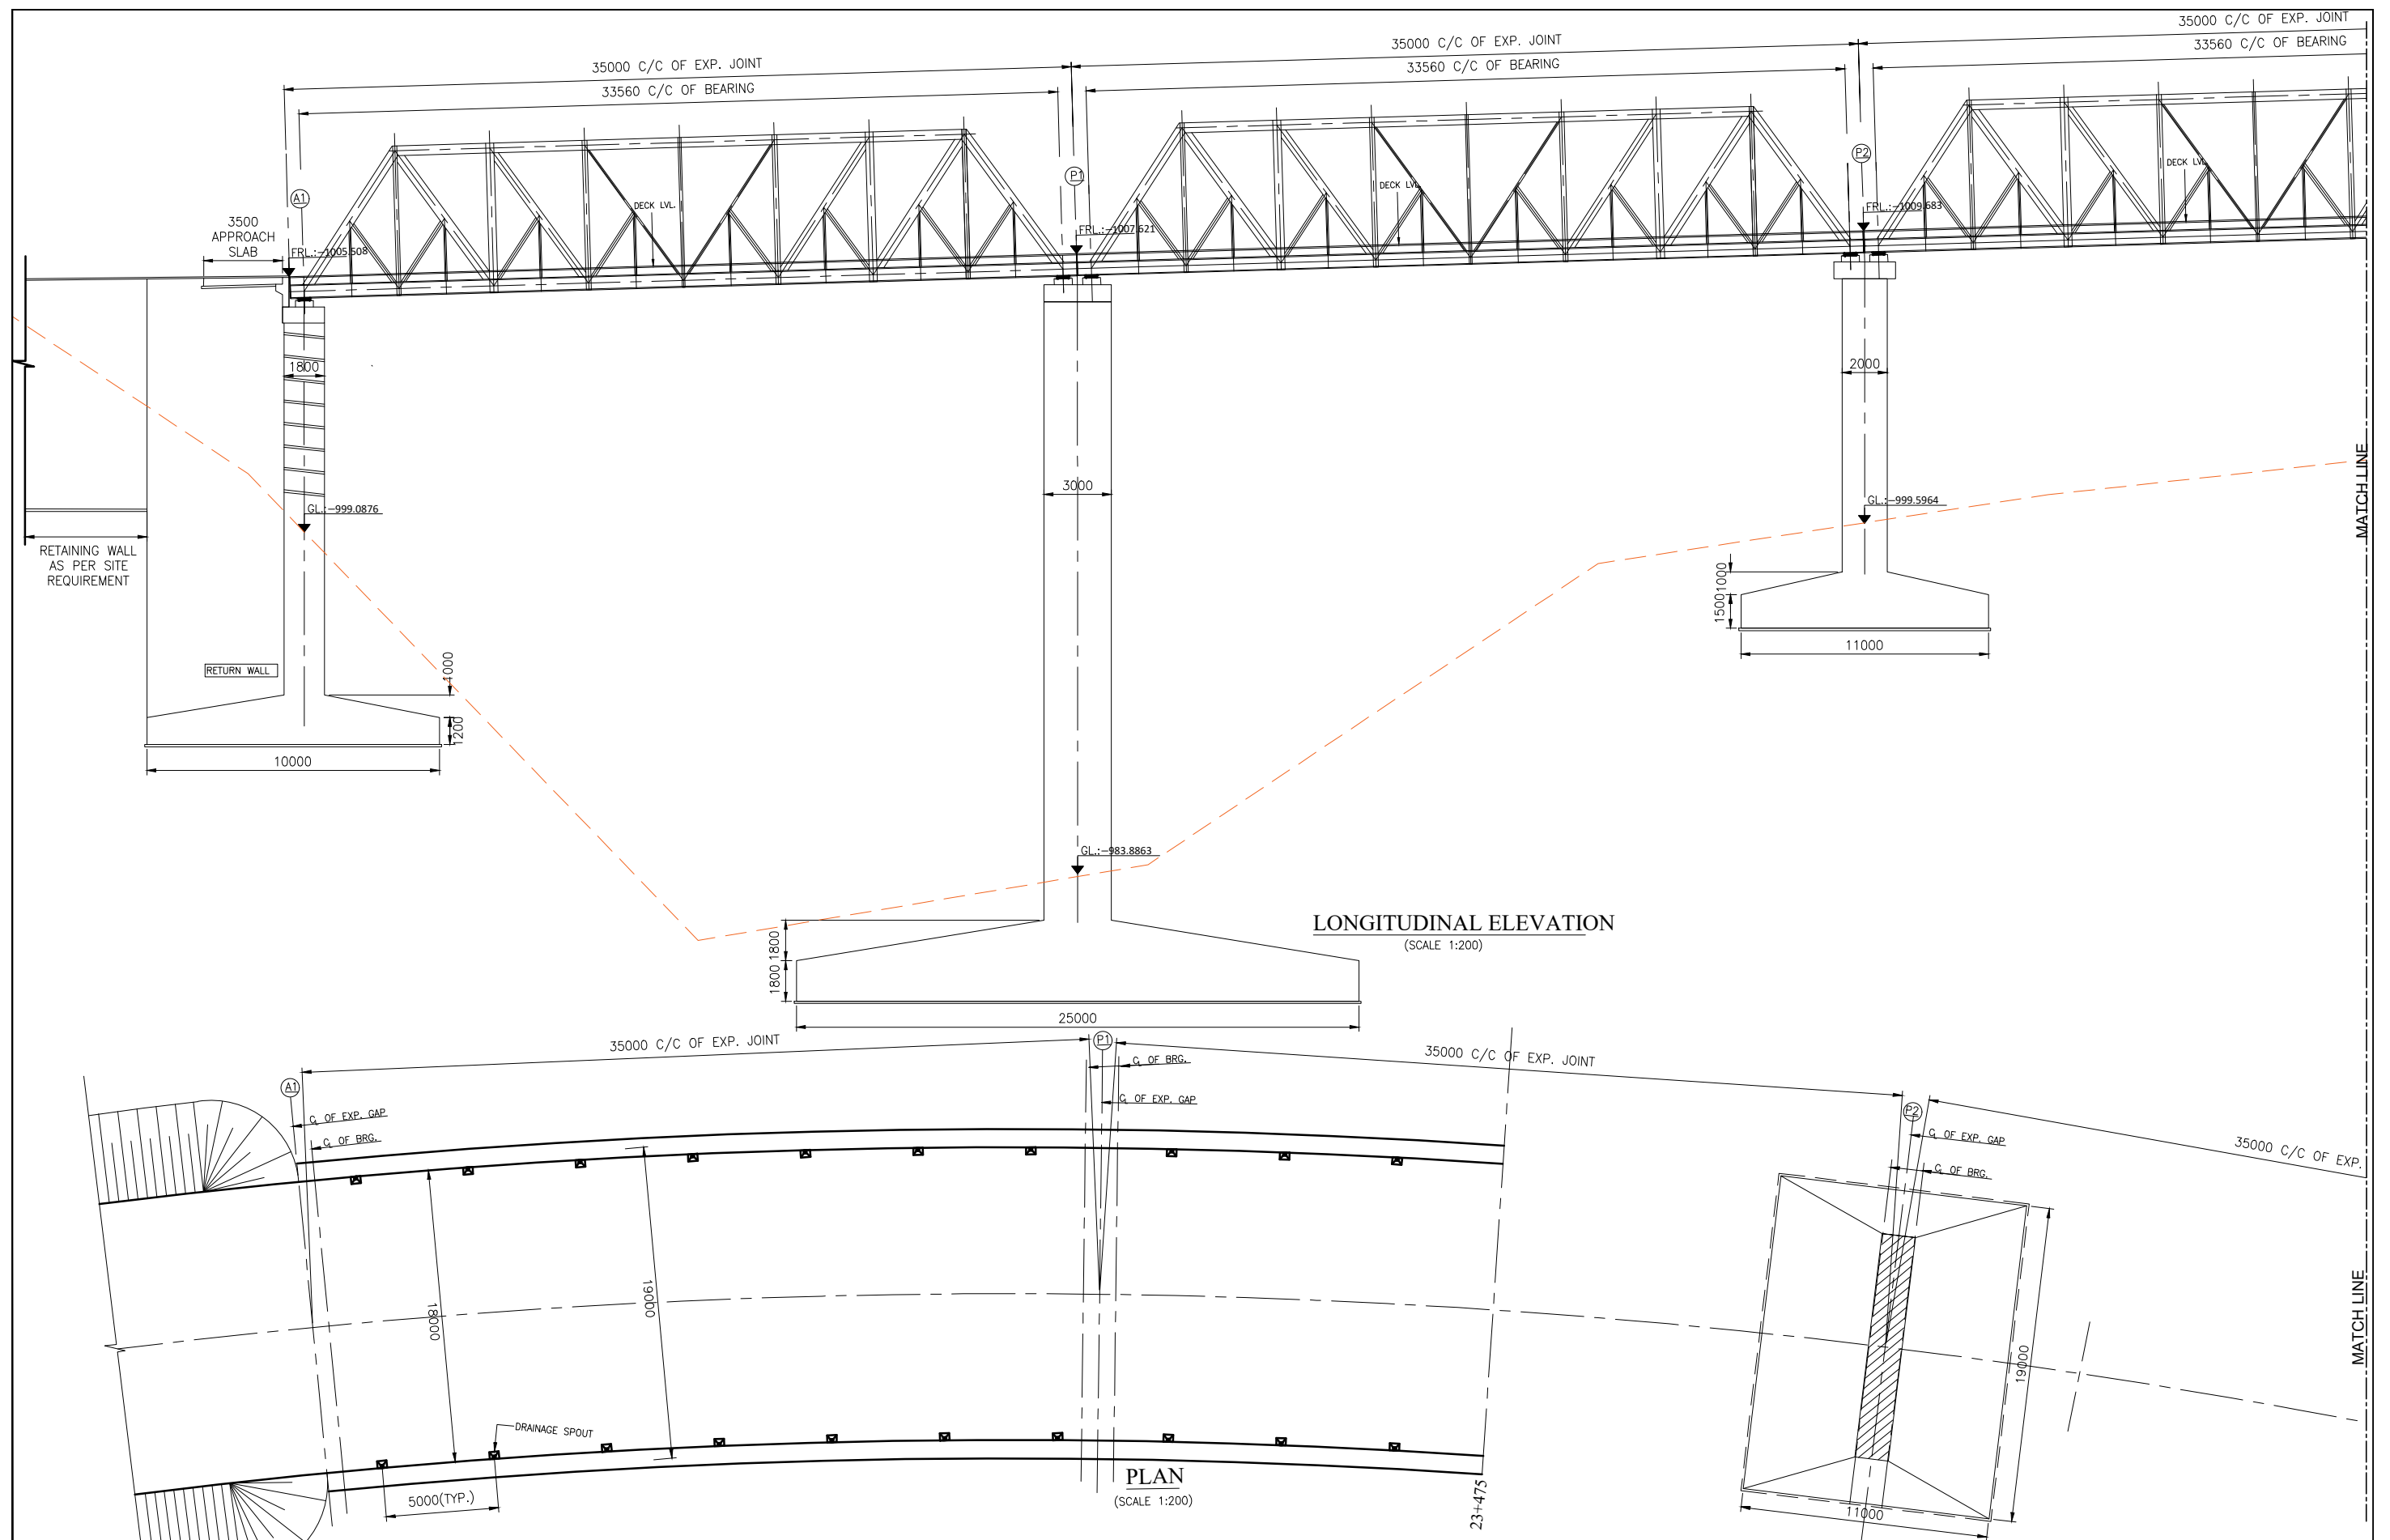 35000 C/C OF EXP. JOINT
35000 C/C OF EXP. JOINT
35000 C/C OF EXP. JOINT
33560 C/C OF BEARING
33560 C/C OF BEARING
33560 C/C OF BEARING
A1
P1
P2
3500
APPROACH
SLAB
DECK LVL.
DECK LVL.
DECK LVL.
FRL.:-1005.508
FRL.:-1007.621
FRL.:-1009.683
1800
3000
2000
GL.:-999.0876
GL.:-999.5964
MATCH LINE
RETAINING WALL
AS PER SITE
REQUIREMENT
1000
1500
11000
RETURN WALL
1000
1200
10000
GL.:-983.8863
1800
1800
25000
LONGITUDINAL ELEVATION
(SCALE 1:200)
35000 C/C OF EXP. JOINT
P1
35000 C/C OF EXP. JOINT
A1
℄ OF BRG.
℄ OF EXP. GAP
P2
℄ OF EXP. GAP
℄ OF BRG.
℄ OF EXP. GAP
℄ OF BRG.
35000 C/C OF EXP.
18000
19000
19000
MATCH LINE
DRAINAGE SPOUT
5000(TYP.)
PLAN
(SCALE 1:200)
23+475
11000